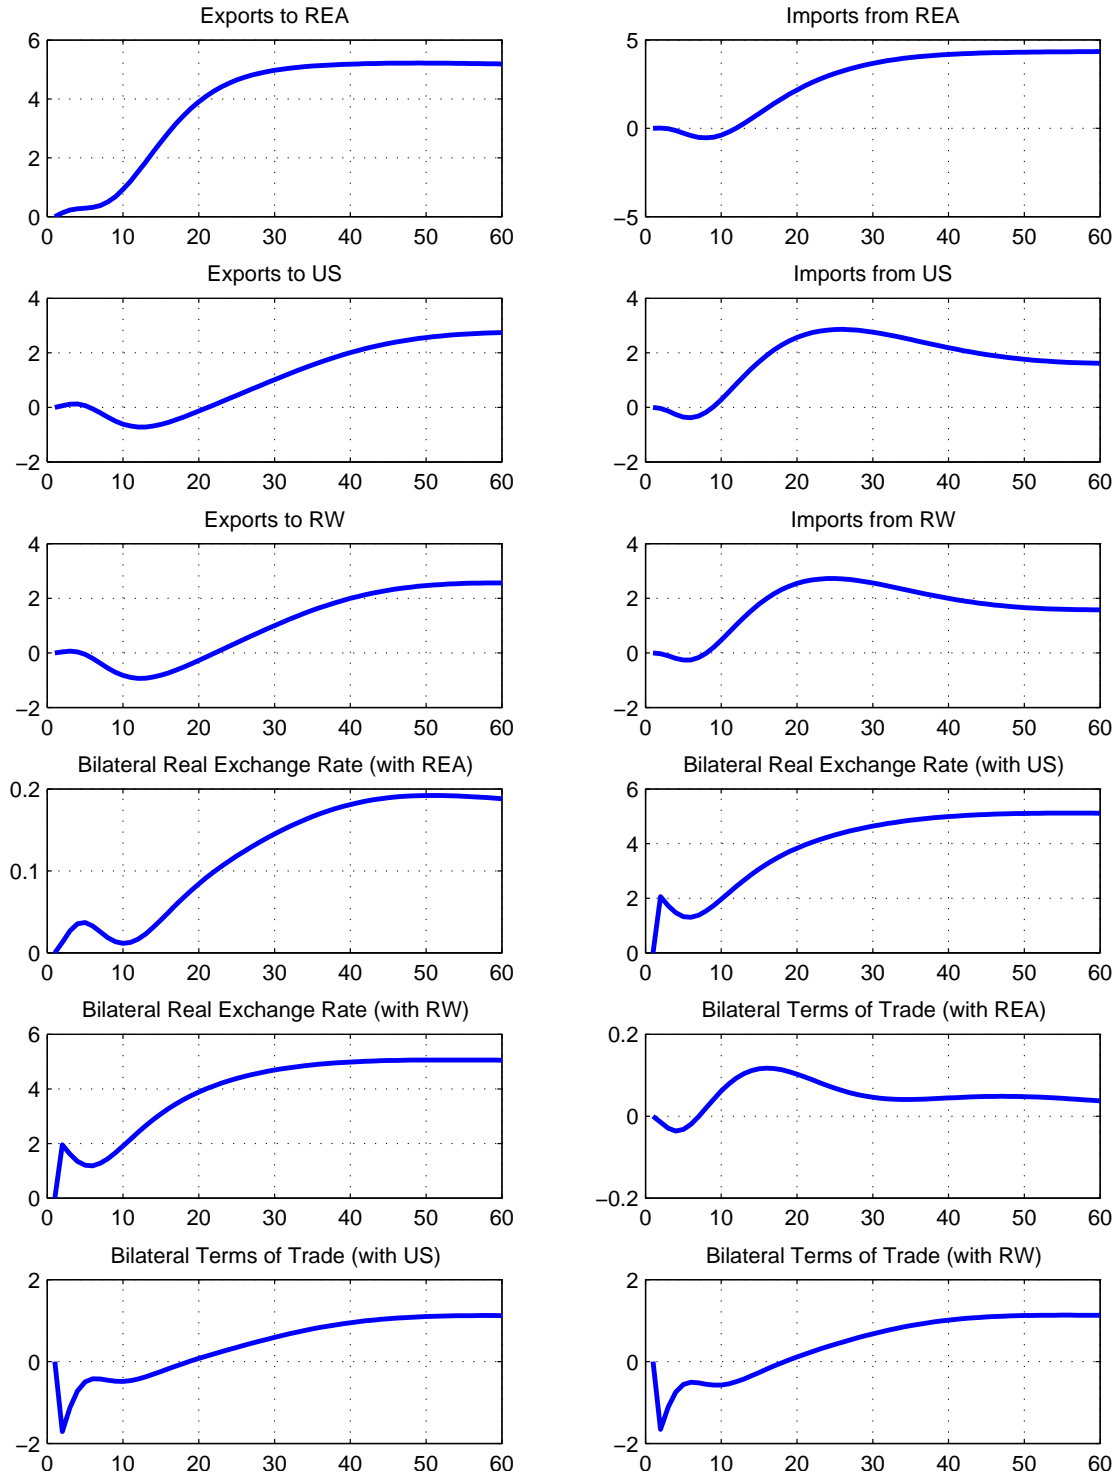 Exports to REA
6
4
2
0
0 10 20 30 40 50 60
Imports from REA
5
0
−5
0 10 20 30 40 50 60
Exports to US
4
2
0
−2
0 10 20 30 40 50 60
Imports from US
4
2
0
−2
0 10 20 30 40 50 60
Exports to RW
4
2
0
−2
0 10 20 30 40 50 60
Imports from RW
4
2
0
−2
0 10 20 30 40 50 60
Bilateral Real Exchange Rate (with REA)
0.2
0.1
0
0 10 20 30 40 50 60
Bilateral Real Exchange Rate (with US)
6
4
2
0
0 10 20 30 40 50 60
Bilateral Real Exchange Rate (with RW)
6
4
2
0
0 10 20 30 40 50 60
Bilateral Terms of Trade (with REA)
0.2
0
−0.2
0 10 20 30 40 50 60
Bilateral Terms of Trade (with US)
2
0
−2
0 10 20 30 40 50 60
Bilateral Terms of Trade (with RW)
2
0
−2
0 10 20 30 40 50 60